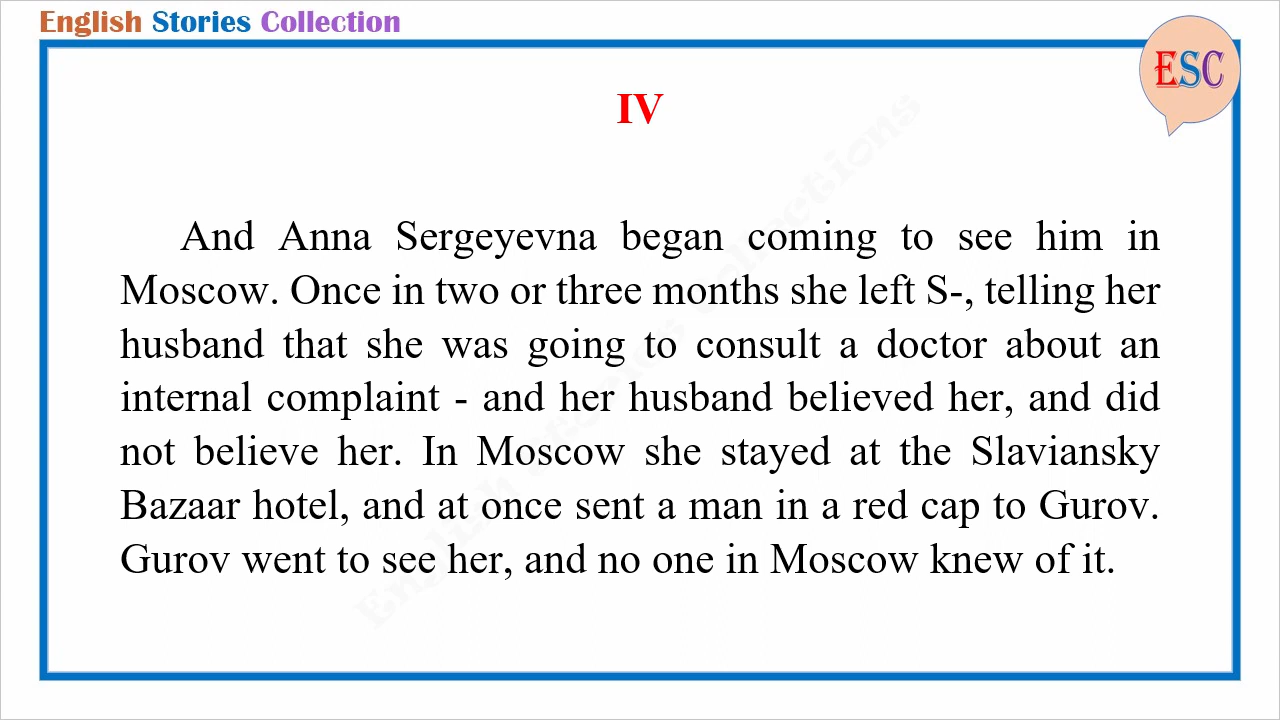 English Stories Collection
ESC
IV
And Anna Sergeyevna began coming to see him in
Moscow. Once in two or three months she left S-, telling her
husband that she was going to consult a doctor about an
internal complaint - and her husband believed her, and did
not believe her. In Moscow she stayed at the Slaviansky
Bazaar hotel, and at once sent a man in a red cap to Gurov.
Gurov went to see her, and no one in Moscow knew of it.